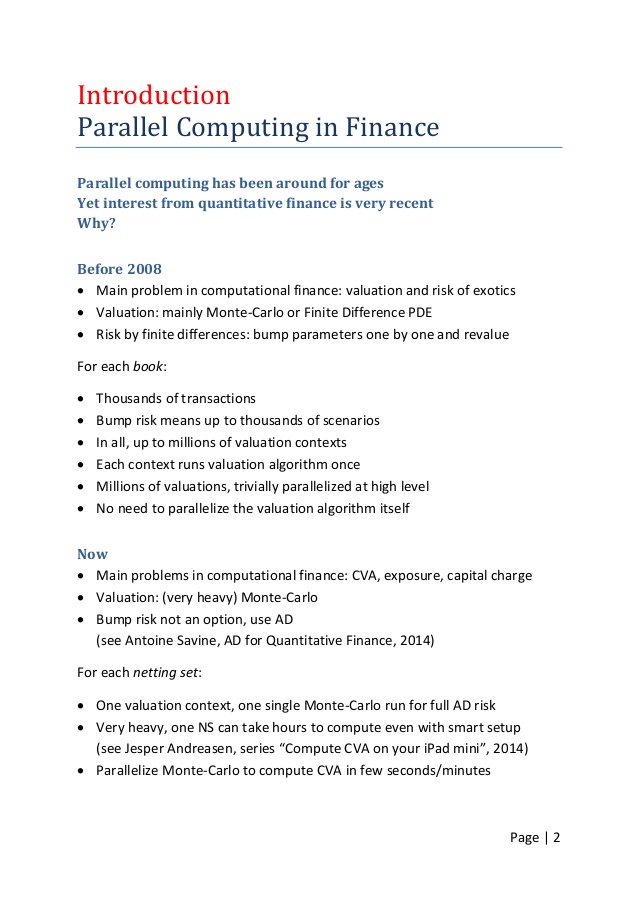 Introduction
Parallel Computing in Finance
Parallel computing has been around for ages
Yet interest from quantitative finance is very recent
Why?
Before 2008
• Main problem in computational finance: valuation and risk of exotics
• Valuation: mainly Monte-Carlo or Finite Difference PDE
• Risk by finite differences: bump parameters one by one and revalue
For each book:
• Thousands of transactions
• Bump risk means up to thousands of scenarios
• In all, up to millions of valuation contexts
• Each context runs valuation algorithm once
• Millions of valuations, trivially parallelized at high level
• No need to parallelize the valuation algorithm itself
Now
• Main problems in computational finance: CVA, exposure, capital charge
• Valuation: (very heavy) Monte-Carlo
• Bump risk not an option, use AD
(see Antoine Savine, AD for Quantitative Finance, 2014)
For each netting set:
• One valuation context, one single Monte-Carlo run for full AD risk
• Very heavy, one NS can take hours to compute even with smart setup
(see Jesper Andreasen, series “Compute CVA on your iPad mini”, 2014)
• Parallelize Monte-Carlo to compute CVA in few seconds/minutes
Page | 2